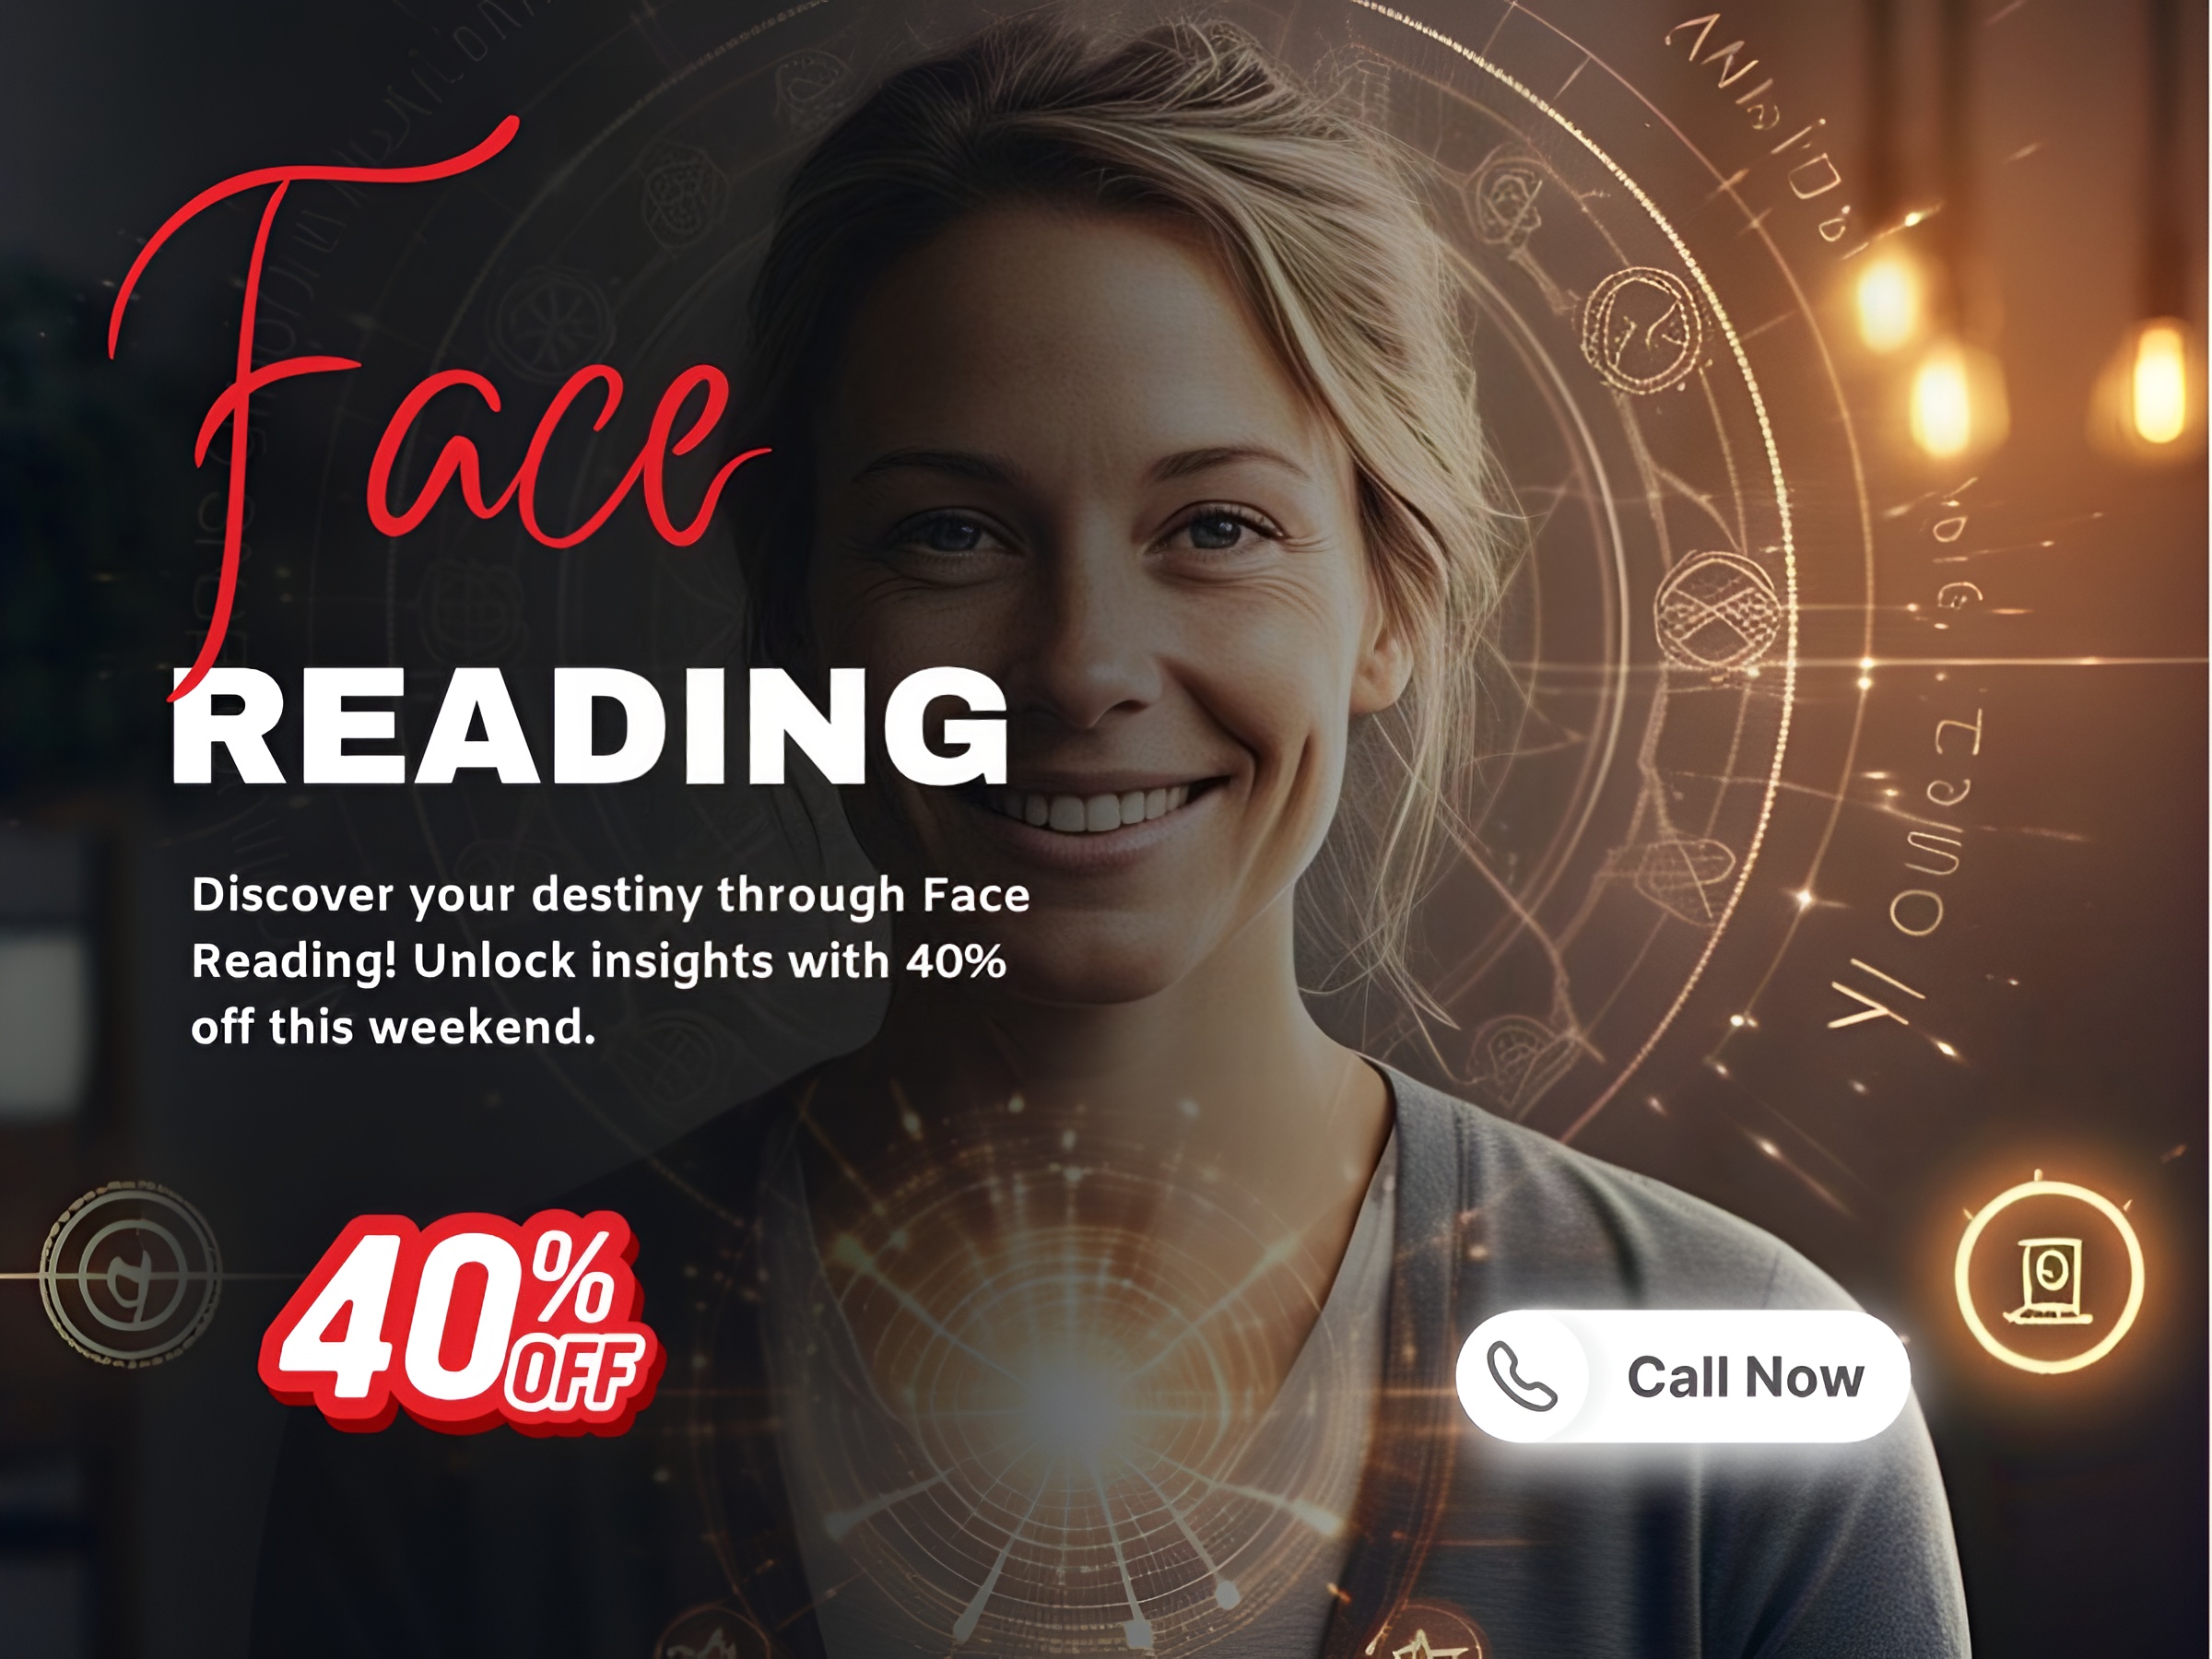 Face
READING
Discover your destiny through Face
Reading! Unlock insights with 40%
off this weekend.
40%
OFF
Call Now